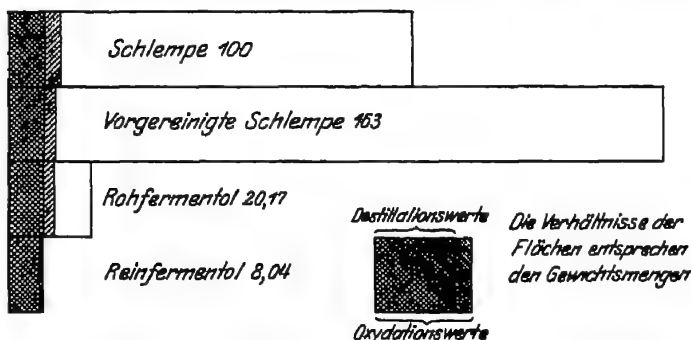 Schlempe 100
Vorgereinigte Schlempe 163
Rohfermentol 20,17
Reinfermentol 8,04
Destillationswerte
Oxydationswerte
Die Verhältnisse der
Flächen entsprechen
den Gewichtsmengen